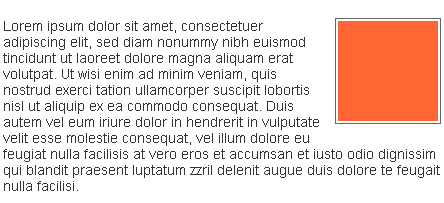 Lorem ipsum dolor sit amet, consectetuer
adipiscing elit, sed diam nonummy nibh euismod
tincidunt ut laoreet dolore magna aliquam erat
volutpat. Ut wisi enim ad minim veniam, quis
nostrud exerci tation ullamcorper suscipit lobortis
nisl ut aliquip ex ea commodo consequat. Duis
autem vel eum iriure dolor in hendrerit in vulputate
velit esse molestie consequat, vel illum dolore eu
feugiat nulla facilisis at vero eros et accumsan et iusto odio dignissim
qui blandit praesent luptatum zzril delenit augue duis dolore te feugait
nulla facilisi.